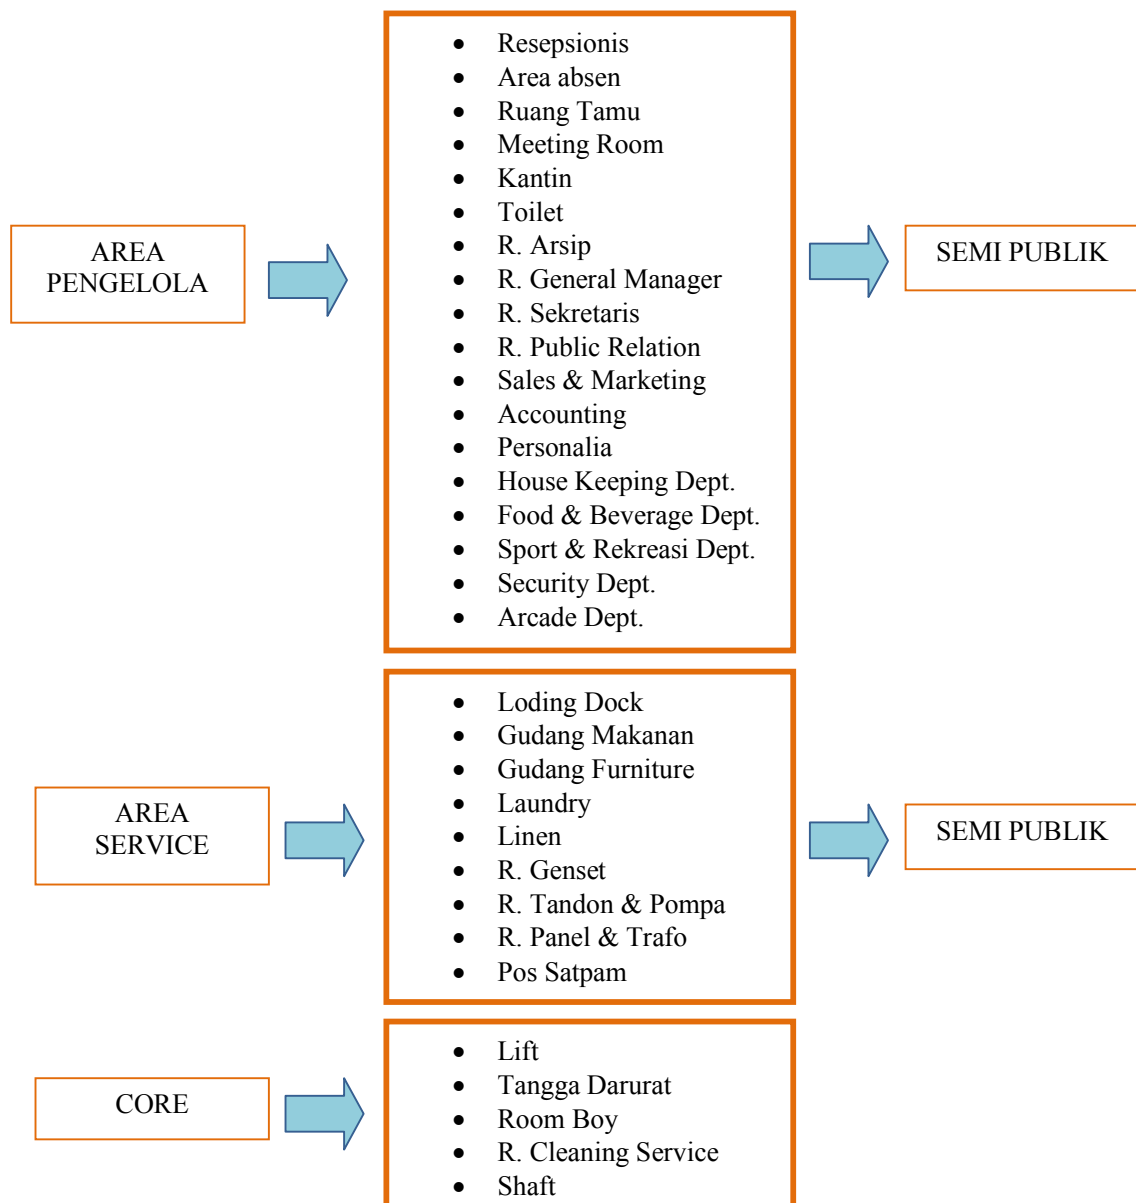 AREA
PENGELOLA
• Resepsionis
• Area absen
• Ruang Tamu
• Meeting Room
• Kantin
• Toilet
• R. Arsip
• R. General Manager
• R. Sekretaris
• R. Public Relation
• Sales & Marketing
• Accounting
• Personalia
• House Keeping Dept.
• Food & Beverage Dept.
• Sport & Rekreasi Dept.
• Security Dept.
• Arcade Dept.
SEMI PUBLIK
AREA
SERVICE
• Loding Dock
• Gudang Makanan
• Gudang Furniture
• Laundry
• Linen
• R. Genset
• R. Tandon & Pompa
• R. Panel & Trafo
• Pos Satpam
SEMI PUBLIK
CORE
• Lift
• Tangga Darurat
• Room Boy
• R. Cleaning Service
• Shaft